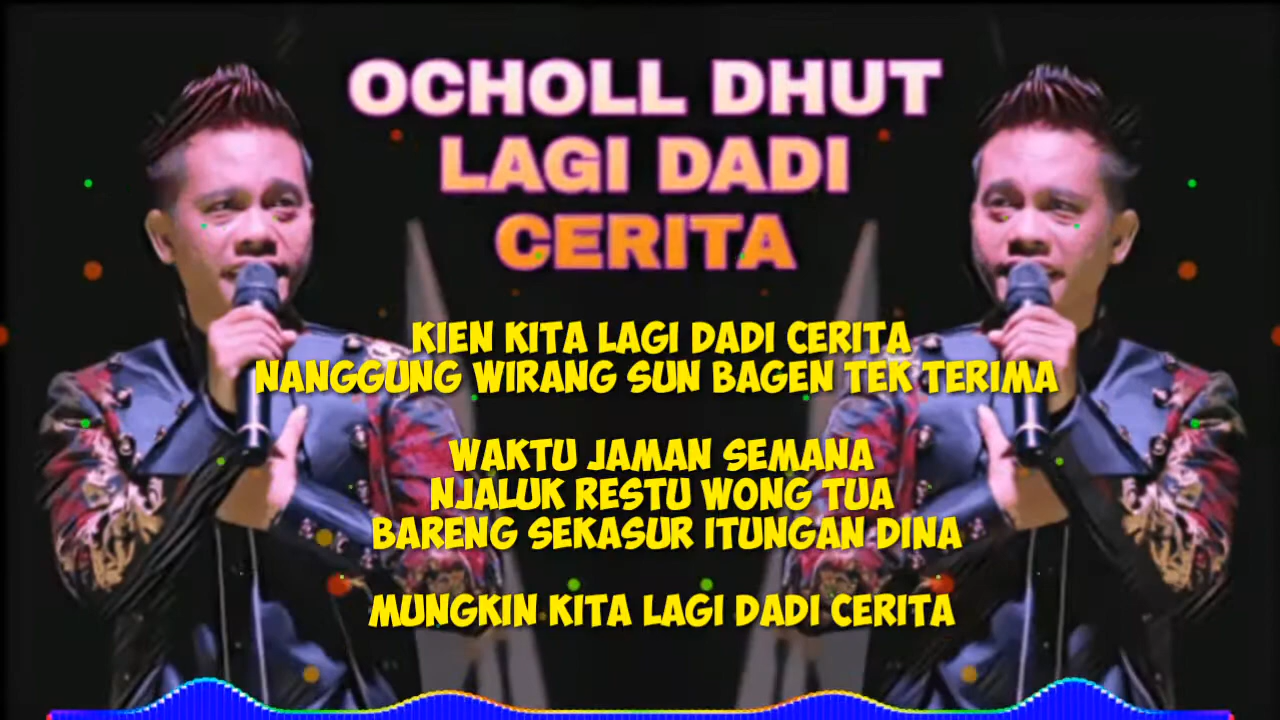 OCHOLL DHUT
LAGI DADI
CERITA
KIEN KITA LAGI DADI CERITA
NANGGUNG WIRANG SUN BAGEN TEK TERIMA
WAKTU JAMAN SEMANA
NJALUK RESTU WONG TUA
BARENG SEKASUR ITUNGAN DINA
MUNGKIN KITA LAGI DADI CERITA